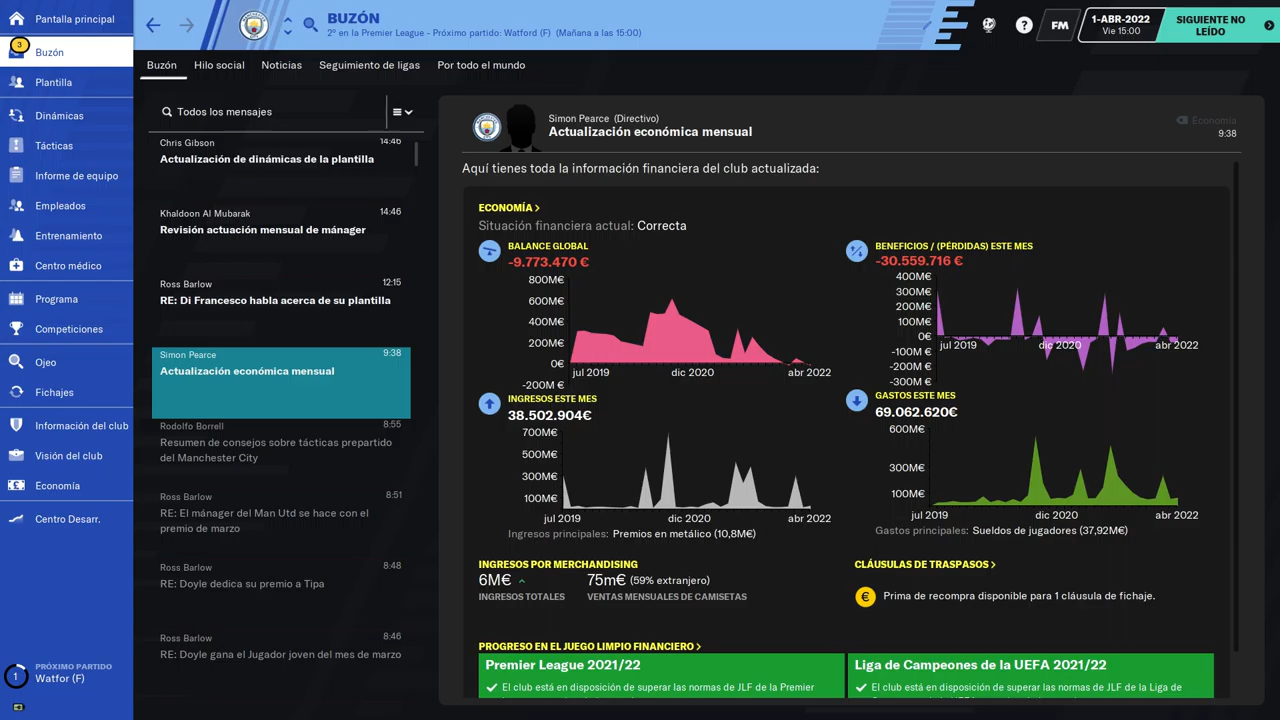 Pantalla principal
3
Buzón
Plantilla
Dinámicas
Tácticas
Informe de equipo
Empleados
Entrenamiento
Centro médico
Programa
Competiciones
Ojeo
Fichajes
Información del club
Visión del club
Economía
Centro Desarr.
1
PRÓXIMO PARTIDO
Watfor (F)
BUZÓN
2º en la Premier League - Próximo partido: Watford (F) (Mañana a las 15:00)
?
FM
1-ABR-2022
Vie 15:00
SIGUIENTE NO
LEÍDO
Buzón Hilo social Noticias Seguimiento de ligas Por todo el mundo
Todos los mensajes
Chris Gibson 14:46
Actualización de dinámicas de la plantilla
Khaldoon Al Mubarak 14:46
Revisión actuación mensual de mánager
Ross Barlow 12:15
RE: Di Francesco habla acerca de su plantilla
Simon Pearce 9:38
Actualización económica mensual
Rodolfo Borrell 8:55
Resumen de consejos sobre tácticas prepartido
del Manchester City
Ross Barlow 8:51
RE: El mánager del Man Utd se hace con el
premio de marzo
Ross Barlow 8:48
RE: Doyle dedica su premio a Tipa
Ross Barlow 8:46
RE: Doyle gana el Jugador joven del mes de marzo
Simon Pearce (Directivo)
Actualización económica mensual
Economía
9:38
Aquí tienes toda la información financiera del club actualizada:
ECONOMÍA >
Situación financiera actual: Correcta
BALANCE GLOBAL
-9.773.470 €
800M€
600M€
400M€
200M€
0€
-200M €
jul 2019 dic 2020 abr 2022
BENEFICIOS / (PÉRDIDAS) ESTE MES
-30.559.716 €
400M€
300M€
200M€
100M€
0€
-100M €
-200M €
-300M €
jul 2019 dic 2020 abr 2022
INGRESOS ESTE MES
38.502.904€
700M€
500M€
300M€
100M€
jul 2019 dic 2020 abr 2022
Ingresos principales: Premios en metálico (10,8M€)
GASTOS ESTE MES
69.062.620€
600M€
300M€
100M€
jul 2019 dic 2020 abr 2022
Gastos principales: Sueldos de jugadores (37,92M€)
INGRESOS POR MERCHANDISING
6M€ 75m€ (59% extranjero)
INGRESOS TOTALES VENTAS MENSUALES DE CAMISETAS
CLÁUSULAS DE TRASPASOS >
€ Prima de recompra disponible para 1 cláusula de fichaje.
PROGRESO EN EL JUEGO LIMPIO FINANCIERO >
Premier League 2021/22
El club está en disposición de superar las normas de JLF de la Premier
Liga de Campeones de la UEFA 2021/22
El club está en disposición de superar las normas de JLF de la Liga de